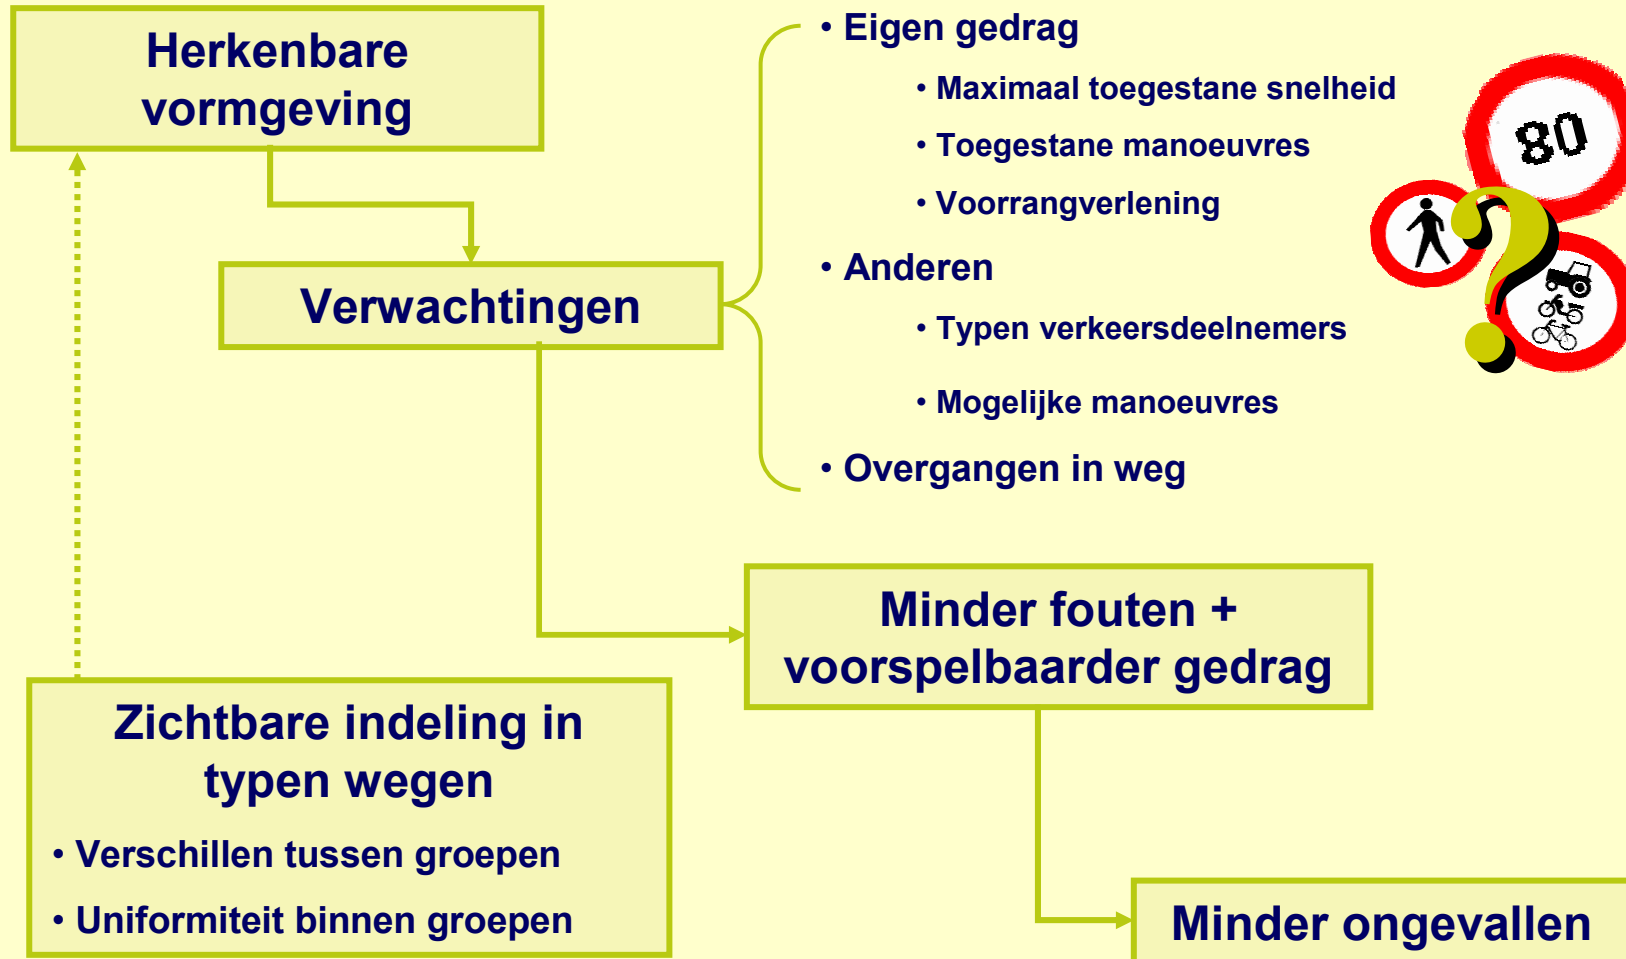 Herkenbare
vormgeving
Verwachtingen
• Eigen gedrag
• Maximaal toegestane snelheid
• Toegestane manoeuvres
• Voorrangverlening
• Anderen
• Typen verkeersdeelnemers
• Mogelijke manoeuvres
• Overgangen in weg
80
?
Minder fouten +
voorspelbaarder gedrag
Zichtbare indeling in
typen wegen
• Verschillen tussen groepen
• Uniformiteit binnen groepen
Minder ongevallen